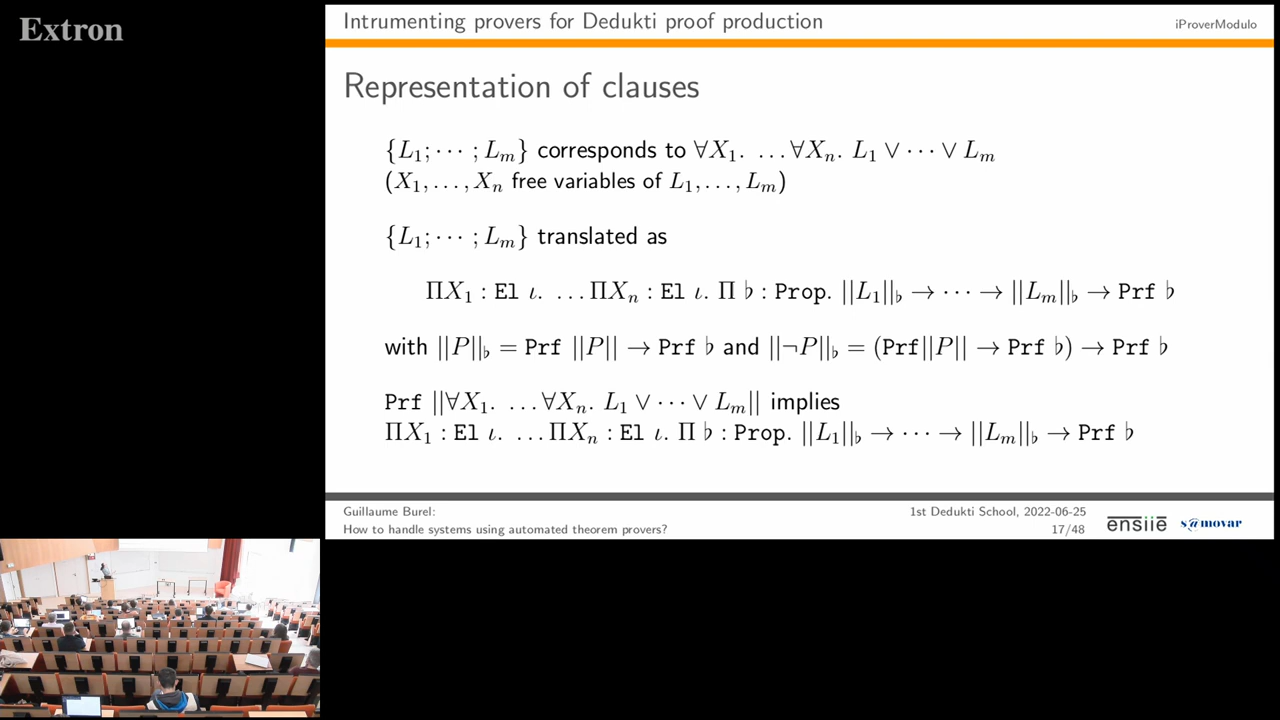 Extron
Intrumenting provers for Dedukti proof production
iProverModulo
Representation of clauses
{L₁; ⋯ ; Lₘ} corresponds to ∀X₁. …∀Xₙ. L₁ ∨ ⋯ ∨ Lₘ
(X₁, …, Xₙ free variables of L₁, …, Lₘ)
{L₁; ⋯ ; Lₘ} translated as
ΠX₁ : El ι. …ΠXₙ : El ι. Π ♭ : Prop. ||L₁||♭ → ⋯ → ||Lₘ||♭ → Prf ♭
with ||P||♭ = Prf ||P|| → Prf ♭ and ||¬P||♭ = (Prf||P|| → Prf ♭) → Prf ♭
Prf ||∀X₁. …∀Xₙ. L₁ ∨ ⋯ ∨ Lₘ|| implies
ΠX₁ : El ι. …ΠXₙ : El ι. Π ♭ : Prop. ||L₁||♭ → ⋯ → ||Lₘ||♭ → Prf ♭
Guillaume Burel:
How to handle systems using automated theorem provers?
1st Dedukti School, 2022-06-25
17/48
ensiie
s@movar